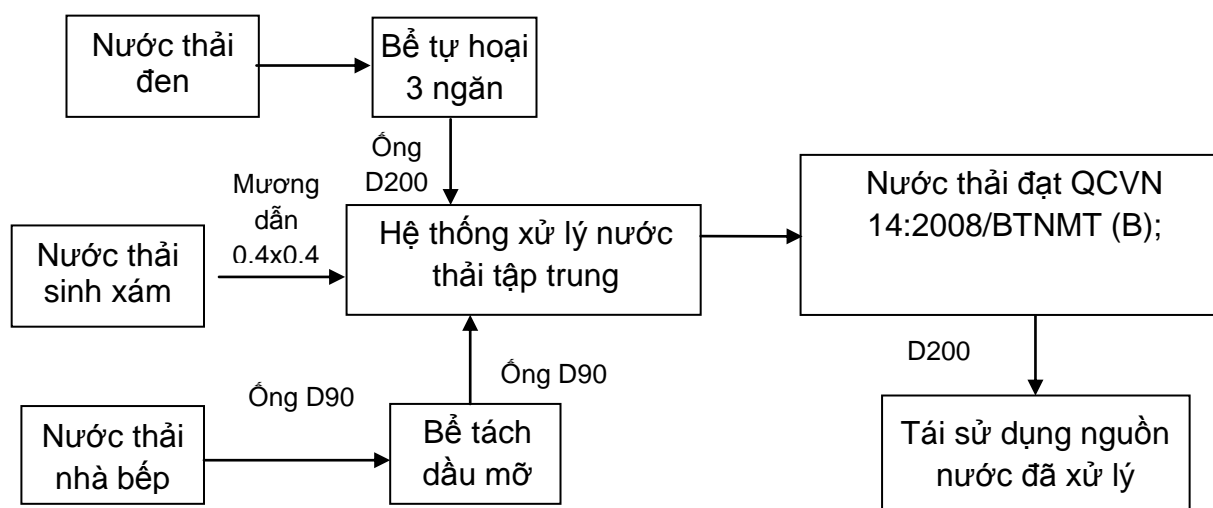 Nước thải
đen
Bể tự hoại
3 ngăn
Ống
D200
Mương
dẫn
0.4x0.4
Nước thải
sinh xám
Hệ thống xử lý nước
thải tập trung
Nước thải đạt QCVN
14:2008/BTNMT (B);
D200
Ống D90
Ống D90
Nước thải
nhà bếp
Bể tách
dầu mỡ
Tái sử dụng nguồn
nước đã xử lý